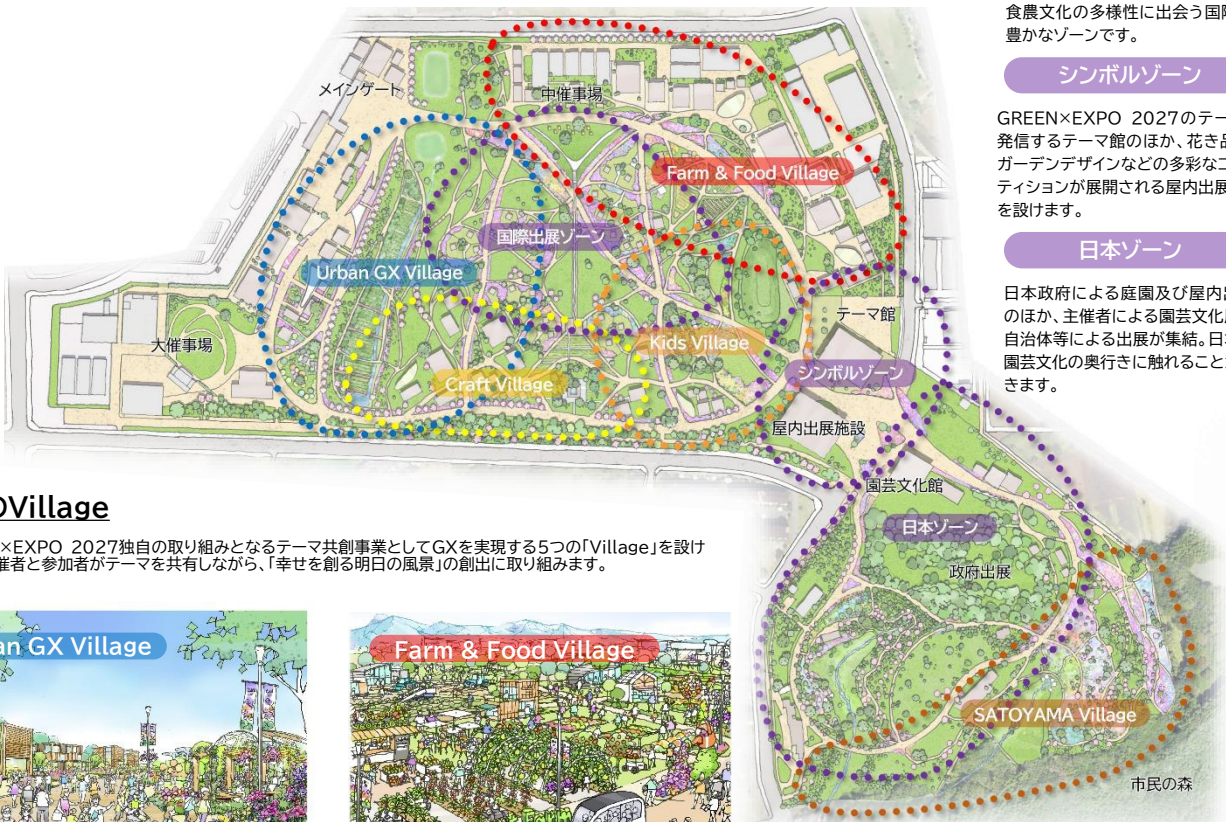 食農文化の多様性に出会う国際
豊かなゾーンです。
シンボルゾーン
GREEN×EXPO 2027のテー
発信するテーマ館のほか、花き品
ガーデンデザインなどの多彩なコ
ティションが展開される屋内出展
を設けます。
日本ゾーン
日本政府による庭園及び屋内出
のほか、主催者による園芸文化
自治体等による出展が集結。日
園芸文化の奥行きに触れること
きます。
メインゲート
中催事場
Farm & Food Village
国際出展ゾーン
Urban GX Village
テーマ館
大催事場
Kids Village
シンボルゾーン
Craft Village
屋内出展施設
園芸文化館
日本ゾーン
政府出展
SATOYAMA Village
市民の森
Village
×EXPO 2027独自の取り組みとなるテーマ共創事業としてGXを実現する5つの「Village」を設け
催者と参加者がテーマを共有しながら、「幸せを創る明日の風景」の創出に取り組みます。
an GX Village
Farm & Food Village